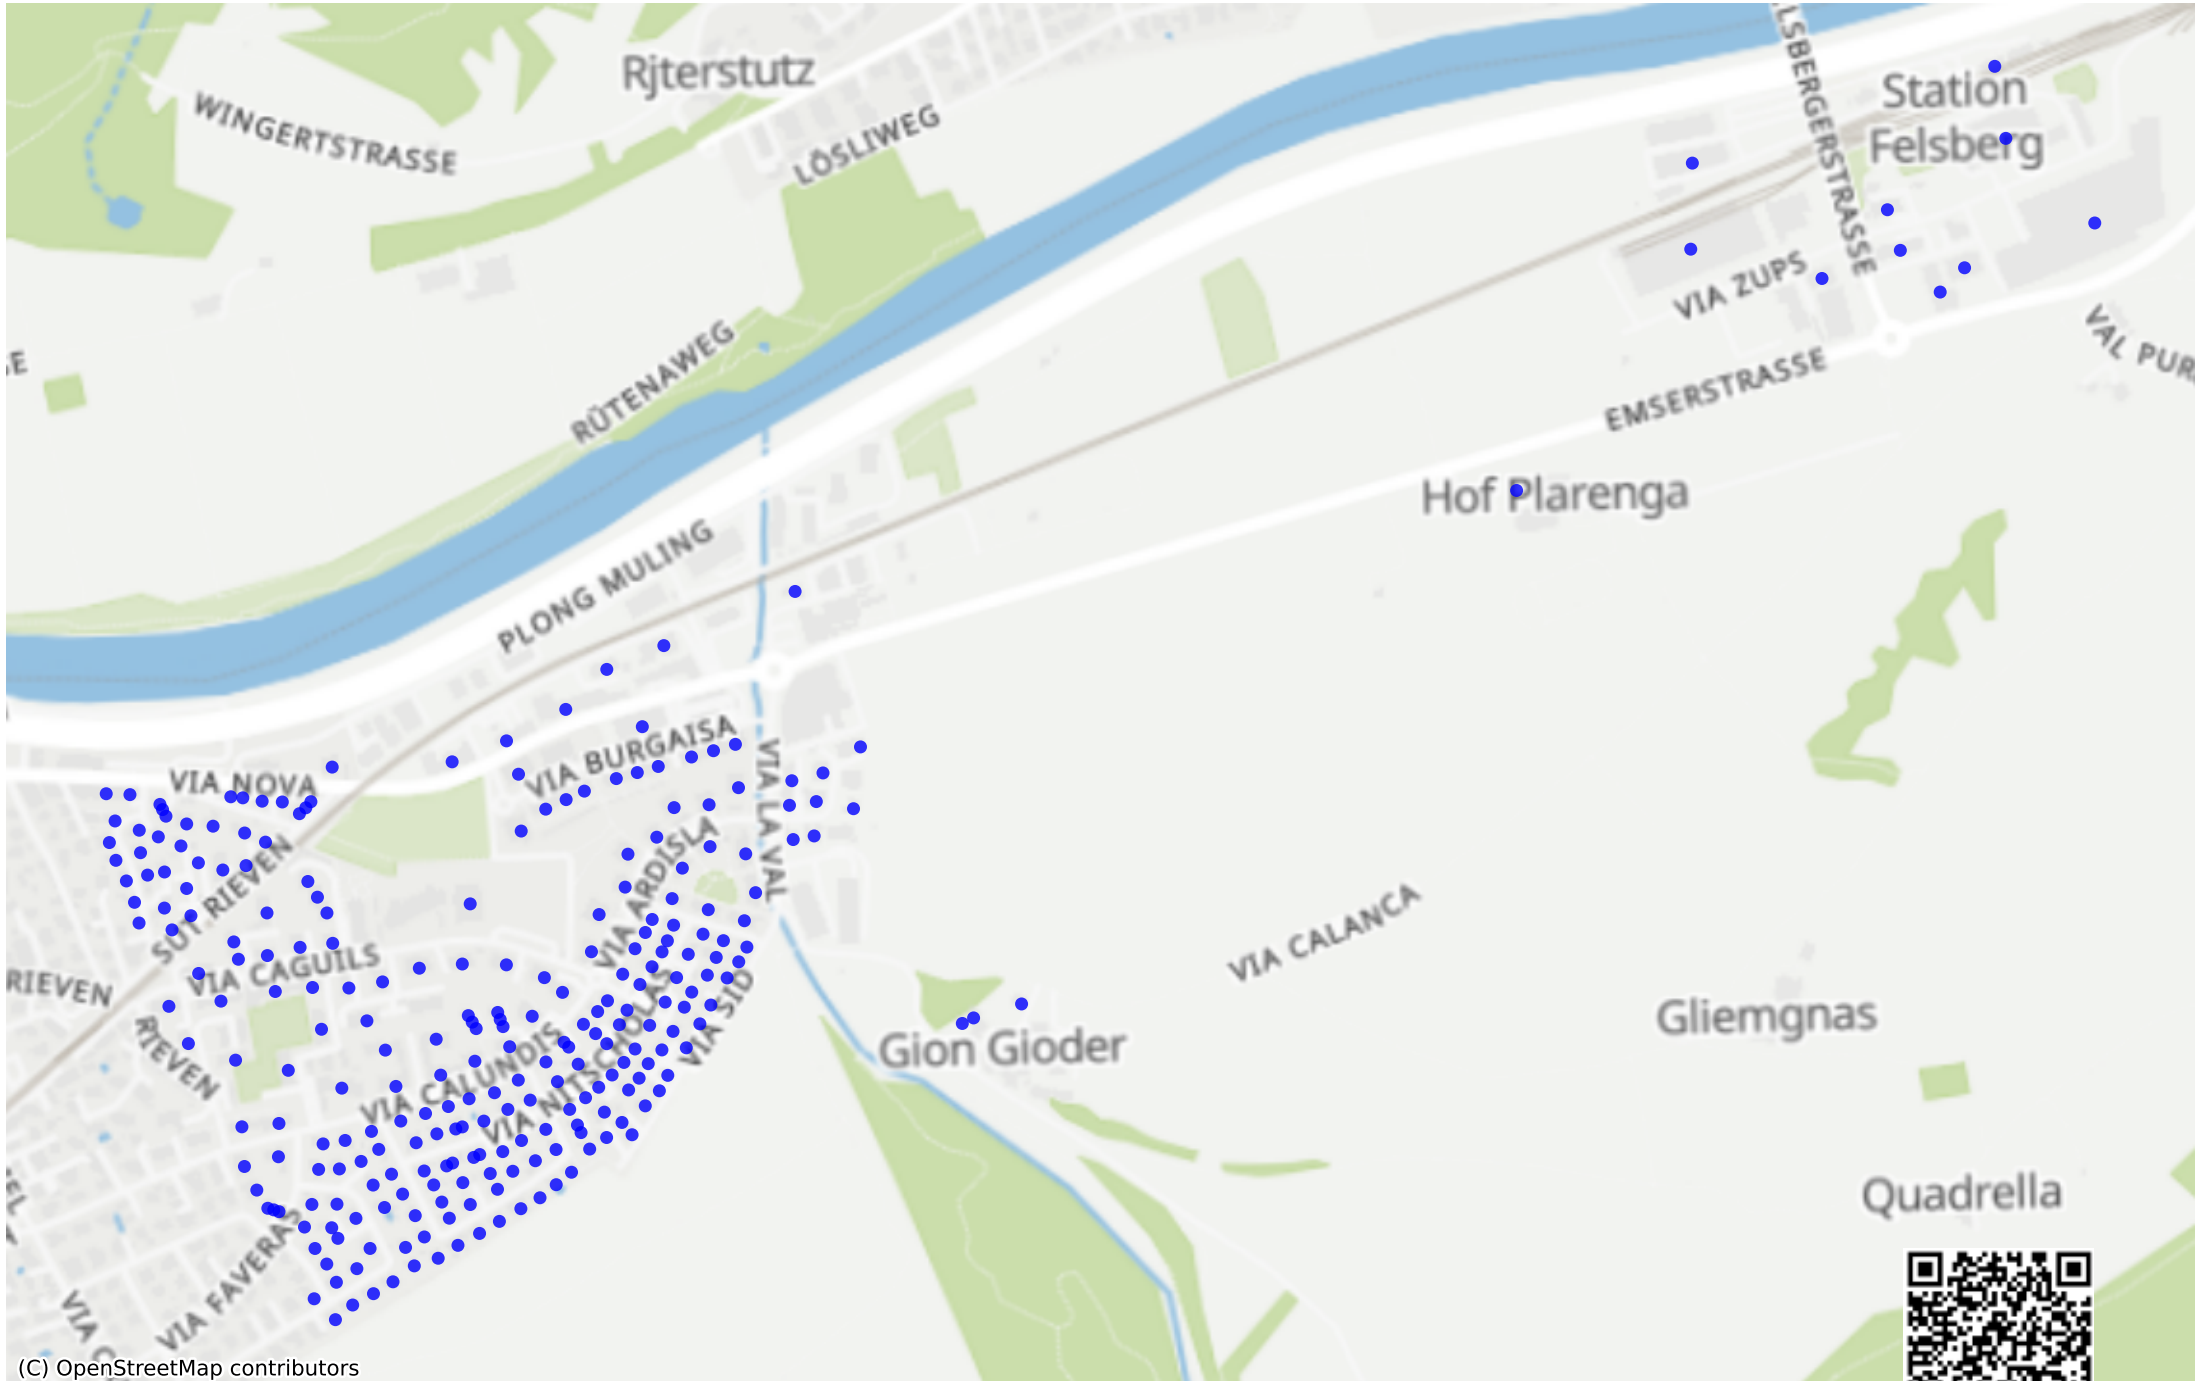 Rjterstutz
WINGERTSTRASSE
LÖSLIWEG
Station
Felsberg
VIA ZUPS
EMSERSTRASSE
RÜTENAWEG
Hof Plarenga
PLONG MULING
VIA BURGAISA
VIA NOVA
VIA LA VAL
VIA ARDISLA
SUT RIEVEN
VIA CAGUILS
RIEVEN
RIEVEN
VIA CALANCA
VIA SID
VIA NITSCHOLAS
VIA CALUNDIS
Gion Gioder
Gliemgnas
Quadrella
VIA FAVERAS
(C) OpenStreetMap contributors